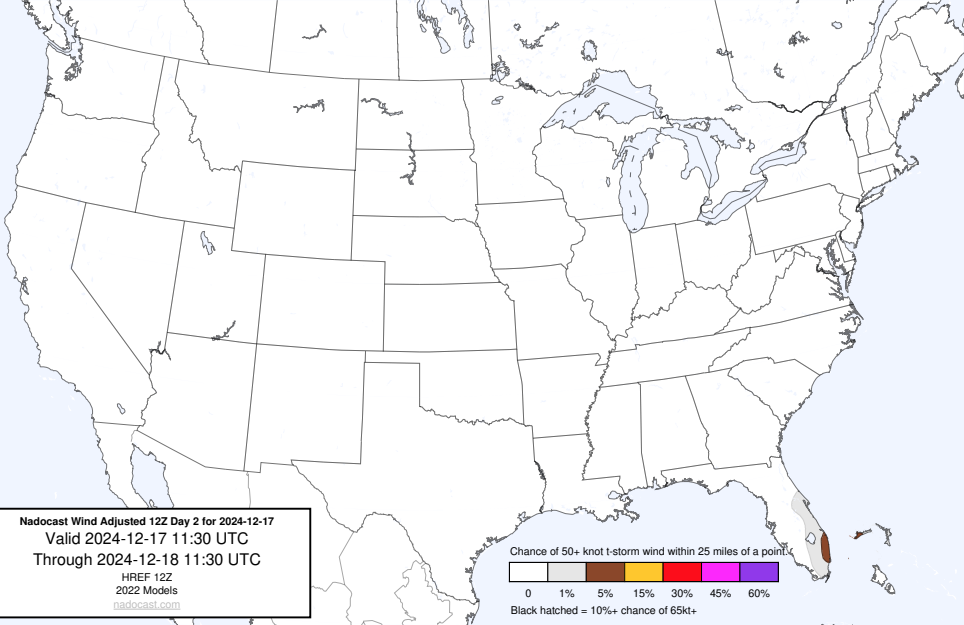 Nadocast Wind Adjusted 12Z Day 2 for 2024-12-17
Valid 2024-12-17 11:30 UTC
Through 2024-12-18 11:30 UTC
HREF 12Z
2022 Models
nadocast.com
Chance of 50+ knot t-storm wind within 25 miles of a point.
0 1% 5% 15% 30% 45% 60%
Black hatched = 10%+ chance of 65kt+